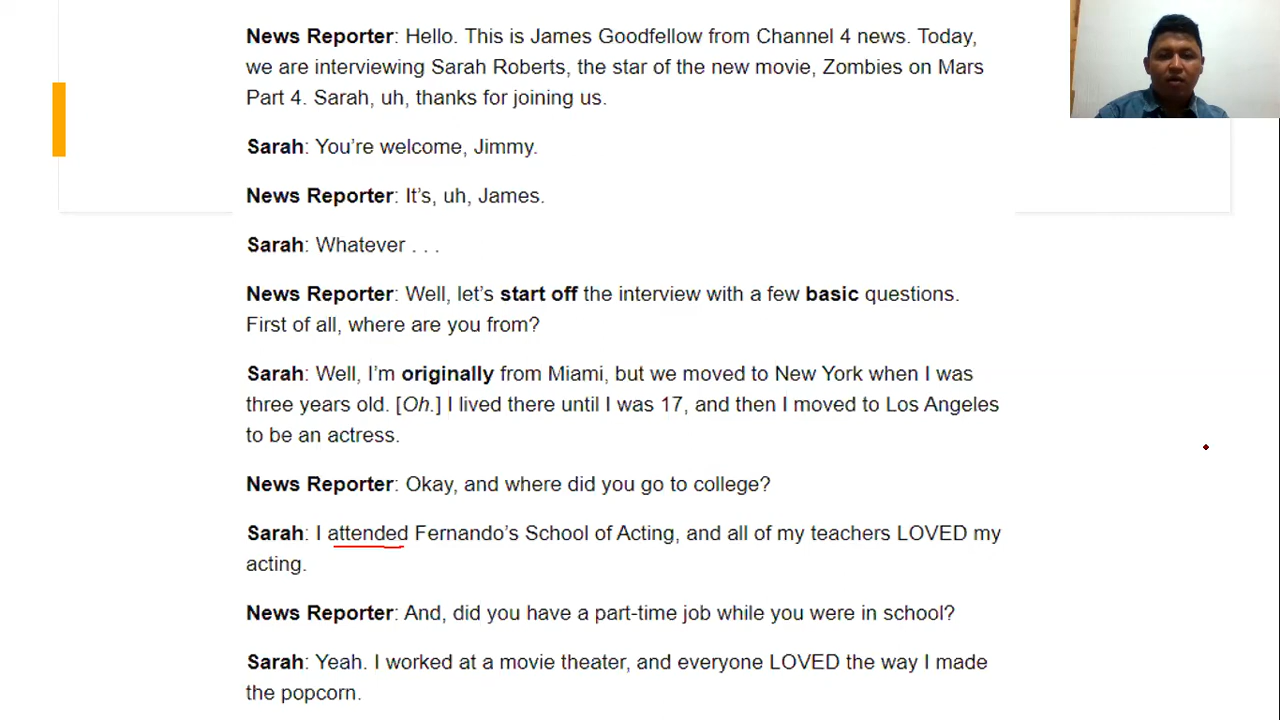 News Reporter: Hello. This is James Goodfellow from Channel 4 news. Today,
we are interviewing Sarah Roberts, the star of the new movie, Zombies on Mars
Part 4. Sarah, uh, thanks for joining us.
Sarah: You’re welcome, Jimmy.
News Reporter: It’s, uh, James.
Sarah: Whatever . . .
News Reporter: Well, let’s start off the interview with a few basic questions.
First of all, where are you from?
Sarah: Well, I’m originally from Miami, but we moved to New York when I was
three years old. [Oh.] I lived there until I was 17, and then I moved to Los Angeles
to be an actress.
News Reporter: Okay, and where did you go to college?
Sarah: I attended Fernando’s School of Acting, and all of my teachers LOVED my
acting.
News Reporter: And, did you have a part-time job while you were in school?
Sarah: Yeah. I worked at a movie theater, and everyone LOVED the way I made
the popcorn.